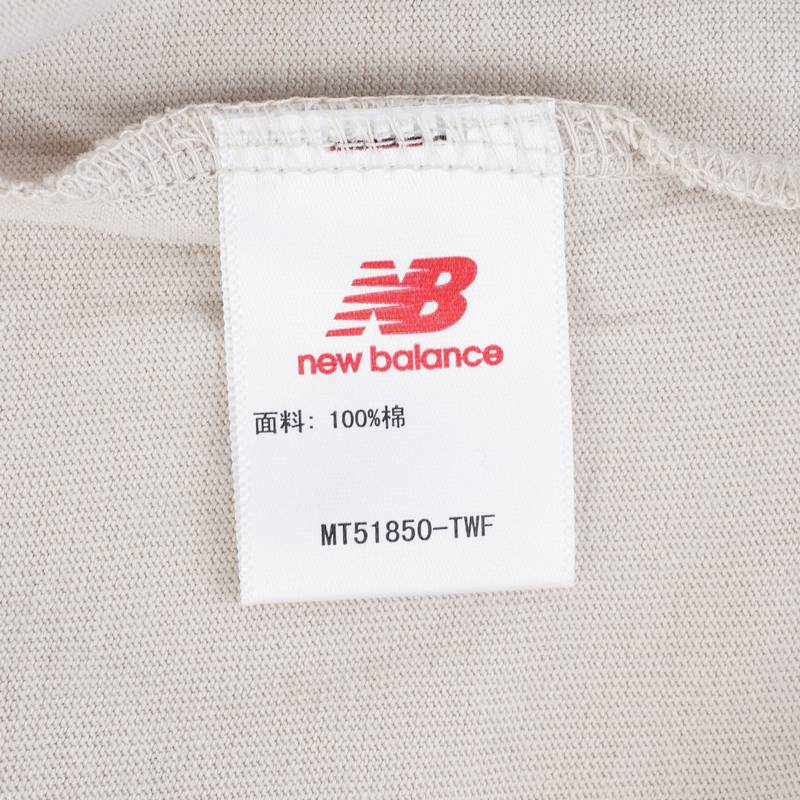 NB
new balance
面料: 100%棉
MT51850-TWF